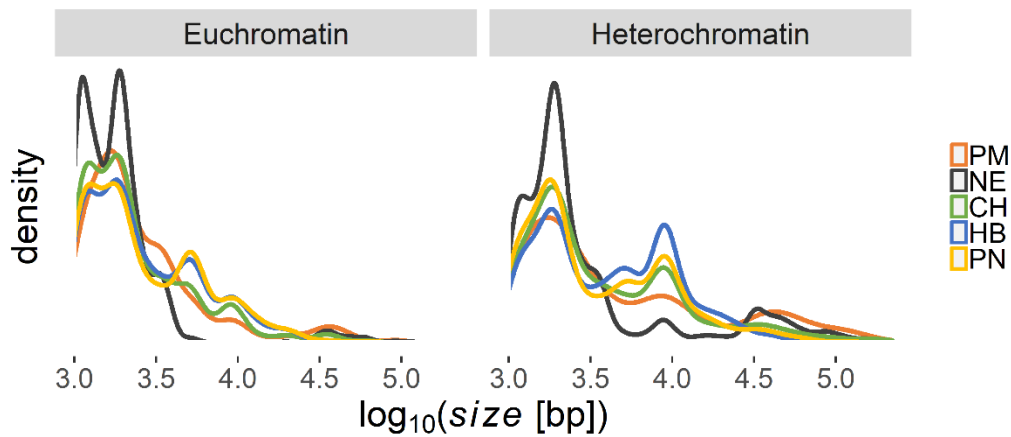 Euchromatin Heterochromatin
density
PM
NE
CH
HB
PN
3.0 3.5 4.0 4.5 5.0 3.0 3.5 4.0 4.5 5.0
log₁₀(size [bp])